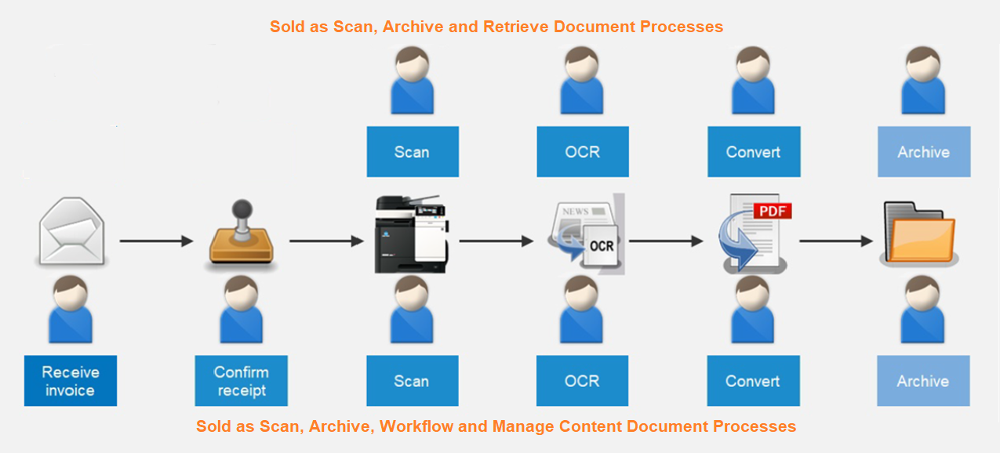 Sold as Scan, Archive and Retrieve Document Processes
Scan
OCR
Convert
Archive
NEWS
OCR
PDF
Receive
invoice
Confirm
receipt
Scan
OCR
Convert
Archive
Sold as Scan, Archive, Workflow and Manage Content Document Processes